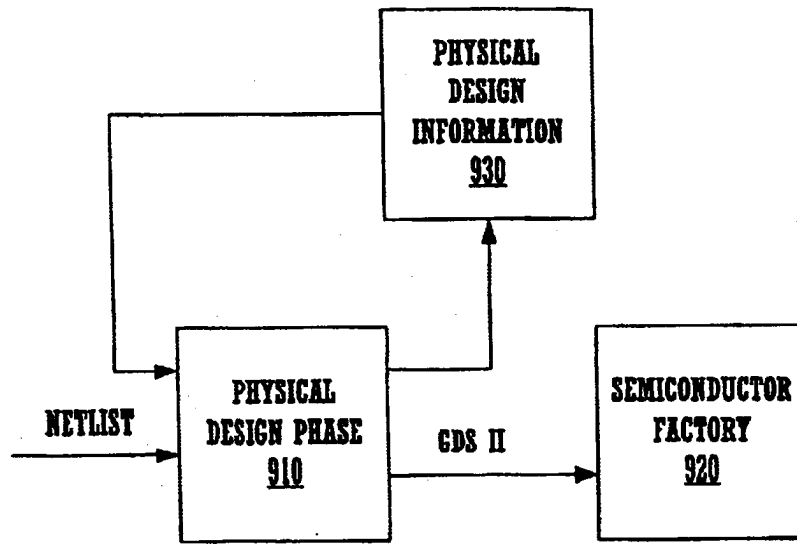 PHYSICAL
DESIGN
INFORMATION
930
NETLIST
PHYSICAL
DESIGN PHASE
910
GDS II
SEMICONDUCTOR
FACTORY
920